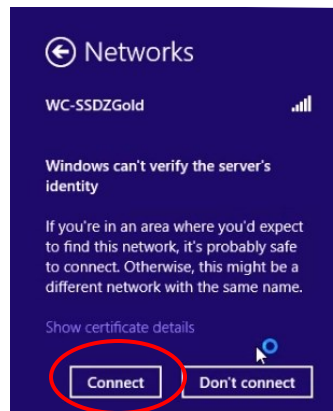 Networks
WC-SSDZGold
Windows can't verify the server's
identity
If you're in an area where you'd expect
to find this network, it's probably safe
to connect. Otherwise, this might be a
different network with the same name.
Show certificate details
Connect Don't connect